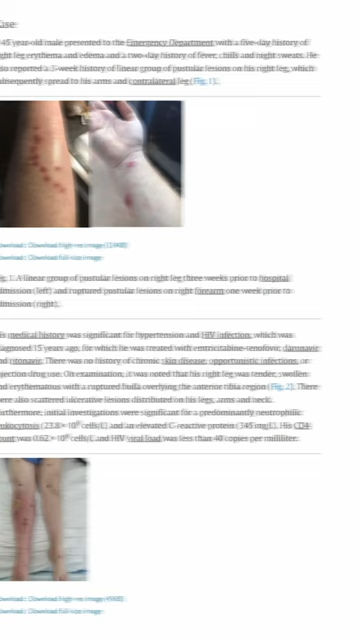 45 year-old male presented to the Emergency Department with a five-day history of
leg erythema and edema and a two-day history of fever, chills and night sweats. He
reported a 3-week history of linear group of pustular lesions on his right leg, which
subsequently spread to his arms and contralateral leg (Fig. 1).
Download : Download high-res image
Download : Download full-size image
1. A linear group of pustular lesions on right leg three weeks prior to hospital
admission (left) and ruptured pustular lesions on right forearm one week prior to
admission (right).
medical history was significant for hypertension and HIV infection, which was
diagnosed 15 years ago, for which he was treated with emtricitabine-tenofovir, darunavir
and ritonavir. There was no history of chronic skin disease, opportunistic infections, or
injection drug use. On examination, it was noted that his right leg was tender, swollen
and erythematous with a ruptured bulla overlying the anterior tibia region (Fig. 2). There
were also scattered ulcerative lesions distributed on his legs, arms and neck.
Furthermore, initial investigations were significant for a predominantly neutrophilic
leukocytosis (23.8 × 10⁹ cells/L) and an elevated C-reactive protein (345 mg/L). His CD4
count was 0.62 × 10⁹ cells/L and HIV viral load was less than 40 copies per milliliter.
Download : Download high-res image
Download : Download full-size image